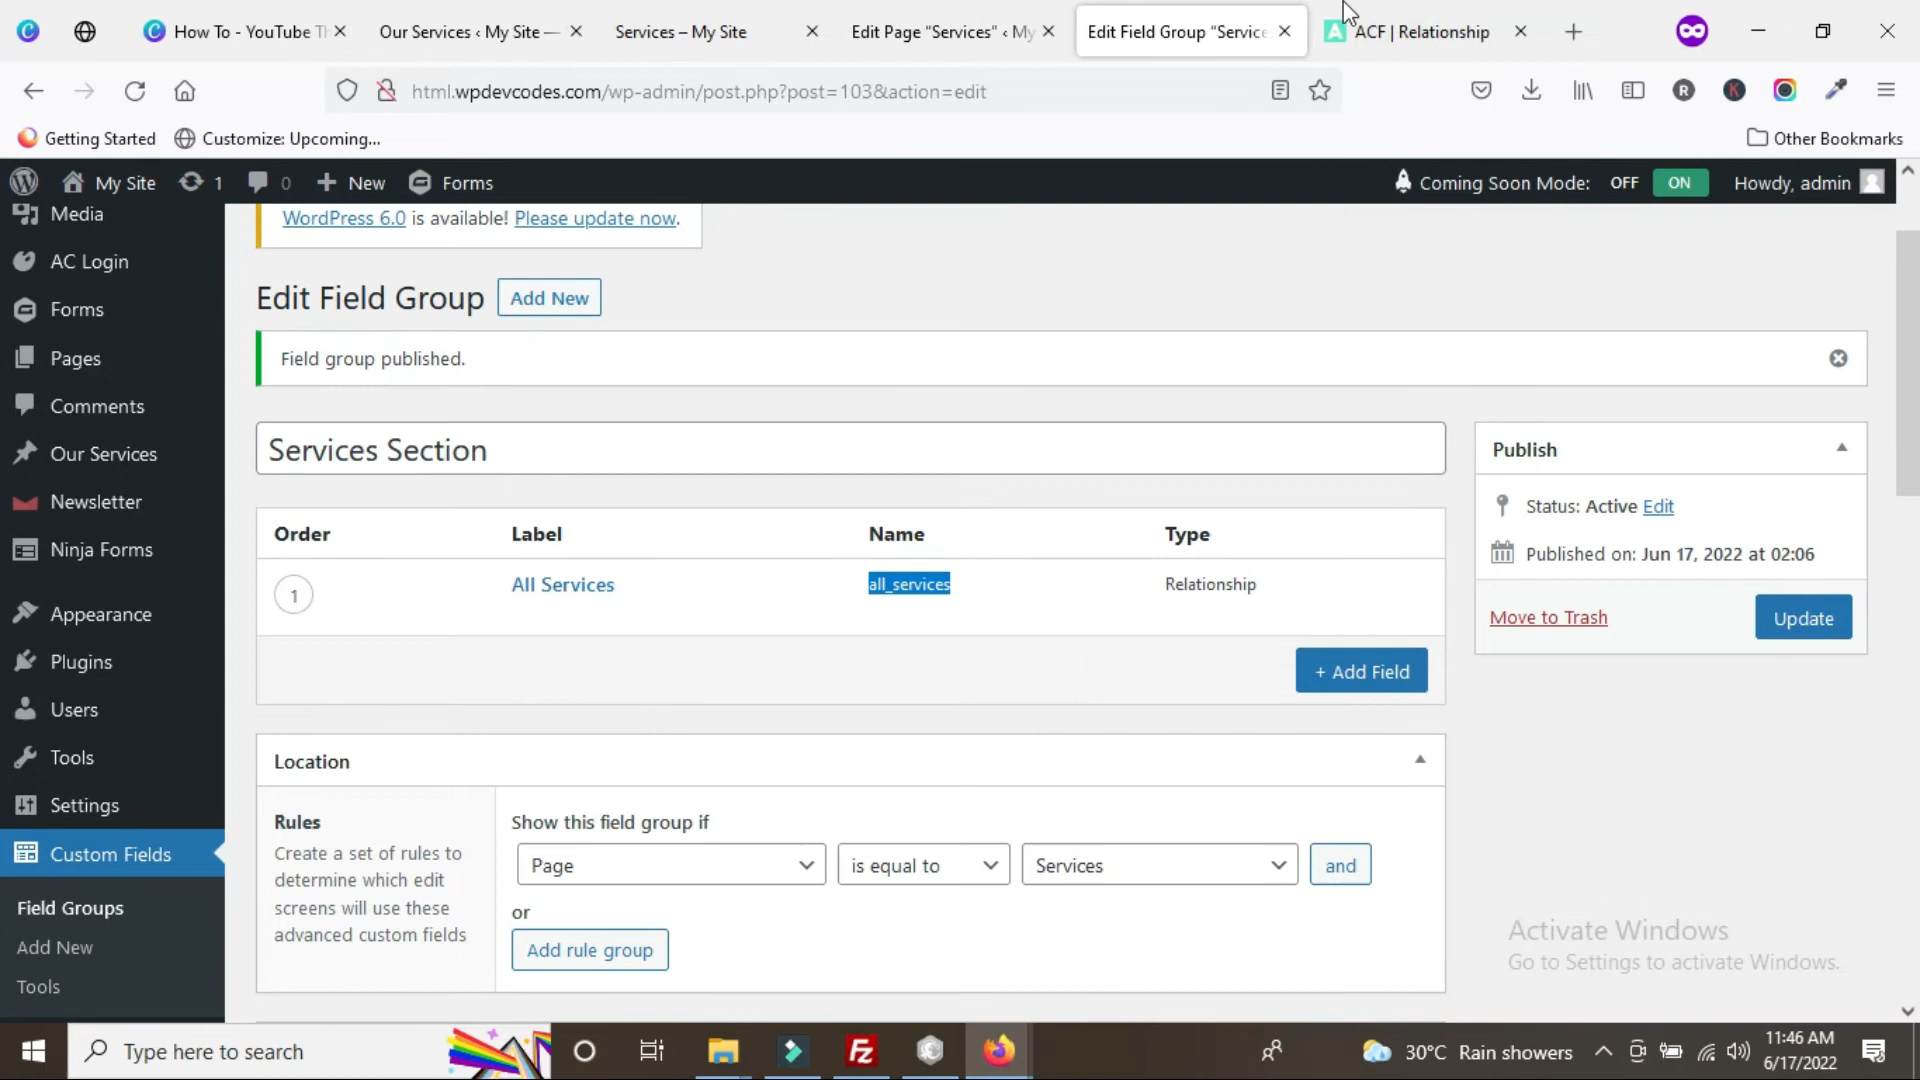 How To - YouTube Th
Our Services ‹ My Site —
Services – My Site
Edit Page "Services" ‹ My
Edit Field Group "Service
ACF | Relationship
html.wpdevcodes.com/wp-admin/post.php?post=103&action=edit
Getting Started
Customize: Upcoming...
Other Bookmarks
My Site
1
0
New
Forms
Coming Soon Mode: OFF ON
Howdy, admin
Media
AC Login
Forms
Pages
Comments
Our Services
Newsletter
Ninja Forms
Appearance
Plugins
Users
Tools
Settings
Custom Fields
Field Groups
Add New
Tools
WordPress 6.0 is available! Please update now.
Edit Field Group Add New
Field group published.
Services Section
Order Label Name Type
1 All Services all_services Relationship
+ Add Field
Location
Rules
Create a set of rules to
determine which edit
screens will use these
advanced custom fields
Show this field group if
Page is equal to Services and
or
Add rule group
Publish
Status: Active Edit
Published on: Jun 17, 2022 at 02:06
Move to Trash Update
Activate Windows
Go to Settings to activate Windows.
Type here to search
30°C Rain showers
11:46 AM
6/17/2022